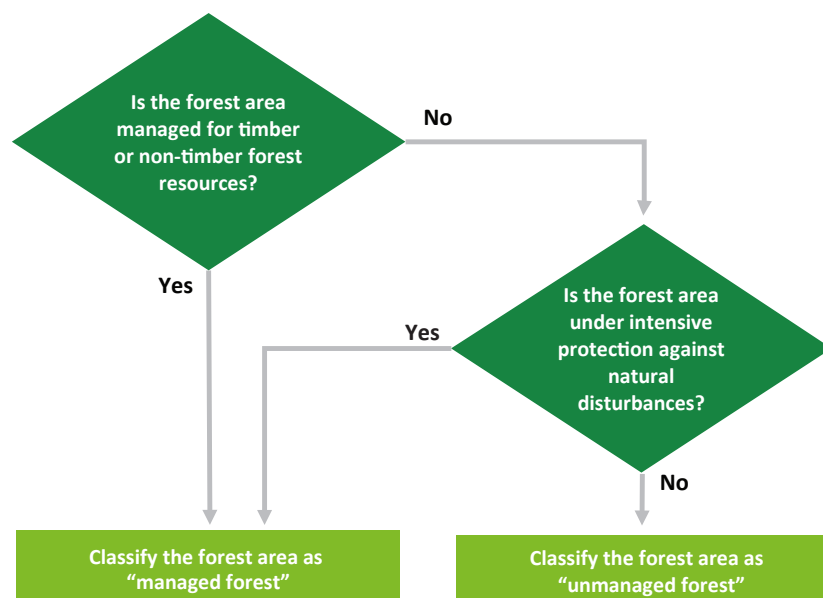 Is the forest area
managed for timber
or non-timber forest
resources?
No
Yes
Is the forest area
under intensive
protection against
natural
disturbances?
Yes
No
Classify the forest area as
“managed forest”
Classify the forest area as
“unmanaged forest”